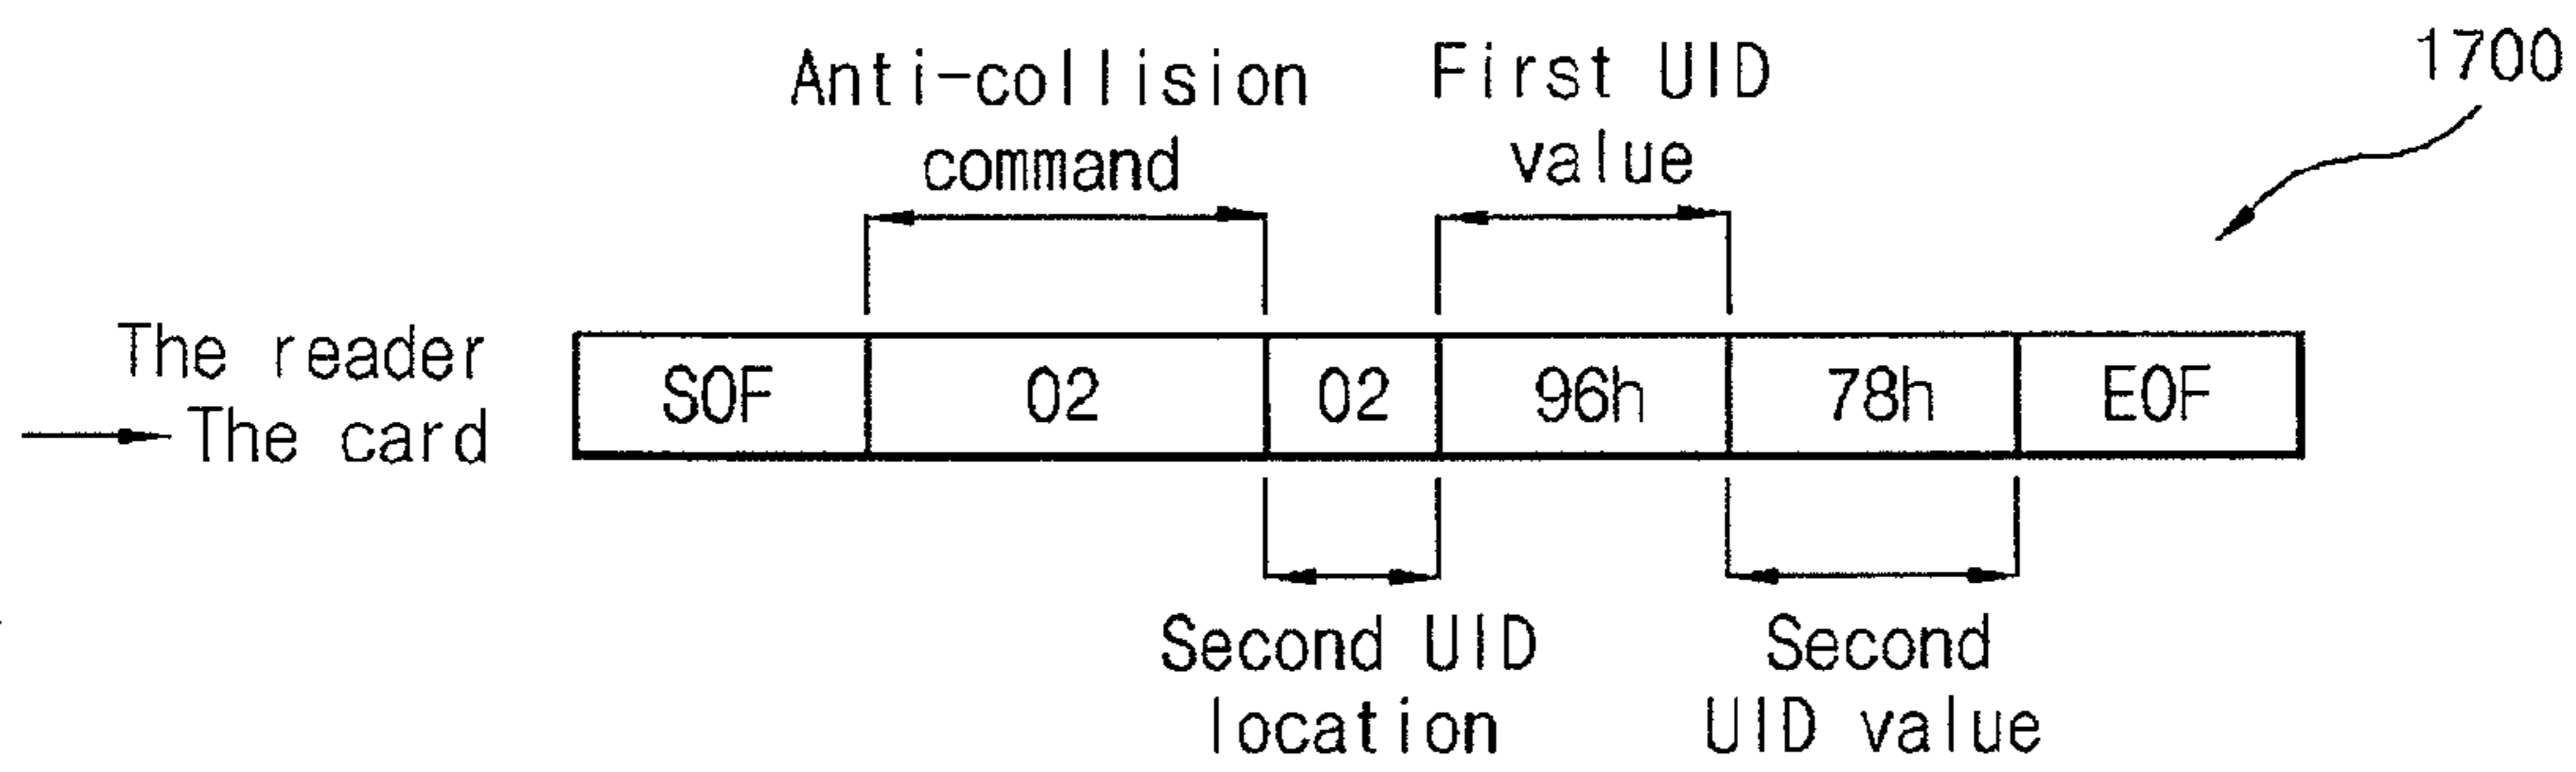 1700
Anti-collision
command
First UID
value
The reader
→ The card
SOF 02 02 96h 78h EOF
Second UID
location
Second
UID value